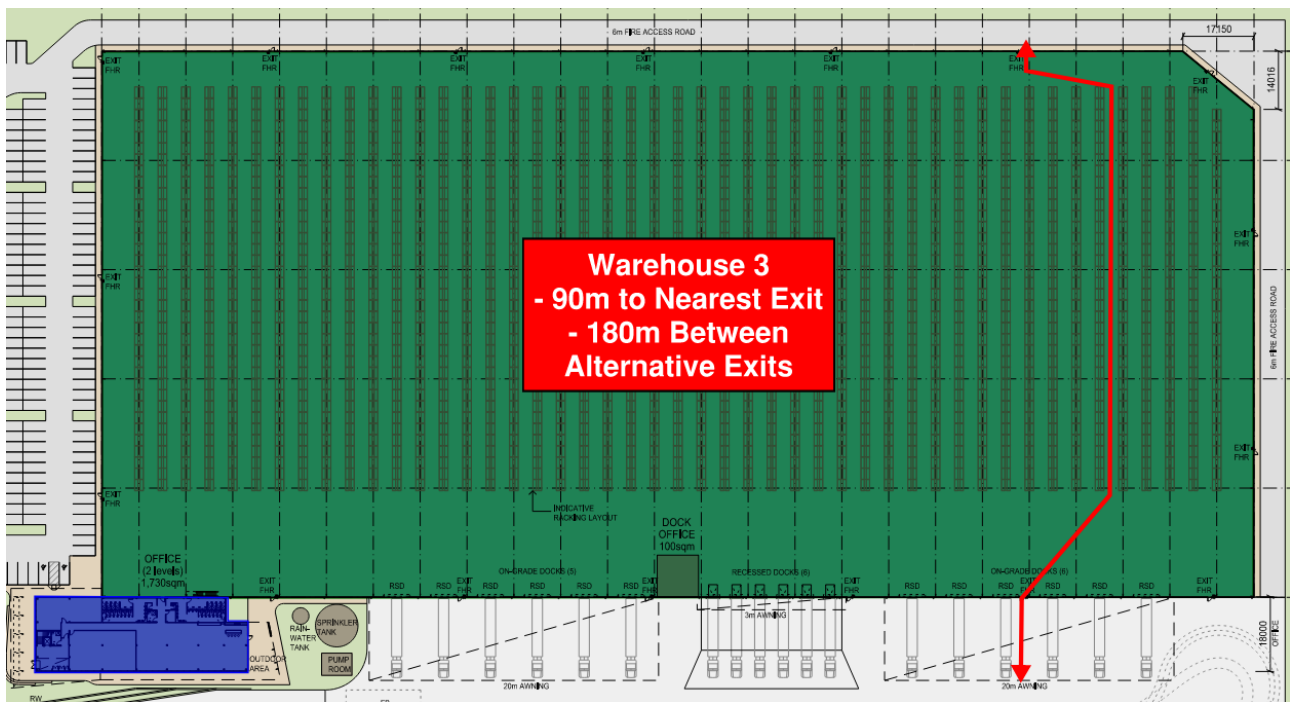 6m FIRE ACCESS ROAD
17150
EXIT
FHR
EXIT
FHR
EXIT
FHR
EXIT
FHR
EXIT
FHR
EXIT
FHR
EXIT
FHR
14016
EXIT
FHR
EXIT
FHR
Warehouse 3
- 90m to Nearest Exit
- 180m Between
Alternative Exits
6m FIRE ACCESS ROAD
EXIT
FHR
EXIT
FHR
INDICATIVE
RACKING LAYOUT
DOCK
OFFICE
100sqm
OFFICE
(2 levels)
1,730sqm
ON-GRADE DOCKS (5)
RECESSED DOCKS (6)
ON-GRADE DOCKS (6)
EXIT
FHR
RSD
RSD
EXIT
FHR
RSD
RSD
RSD
RSD
EXIT
FHR
EXIT
FHR
RSD
RSD
RSD
EXIT
FHR
RSD
RSD
RSD
EXIT
FHR
3m AWNING
RAIN-
WATER
TANK
SPRINKLER
TANK
PUMP
ROOM
OUTDOOR
AREA
18000
OFFICE
20m AWNING
20m AWNING
RW